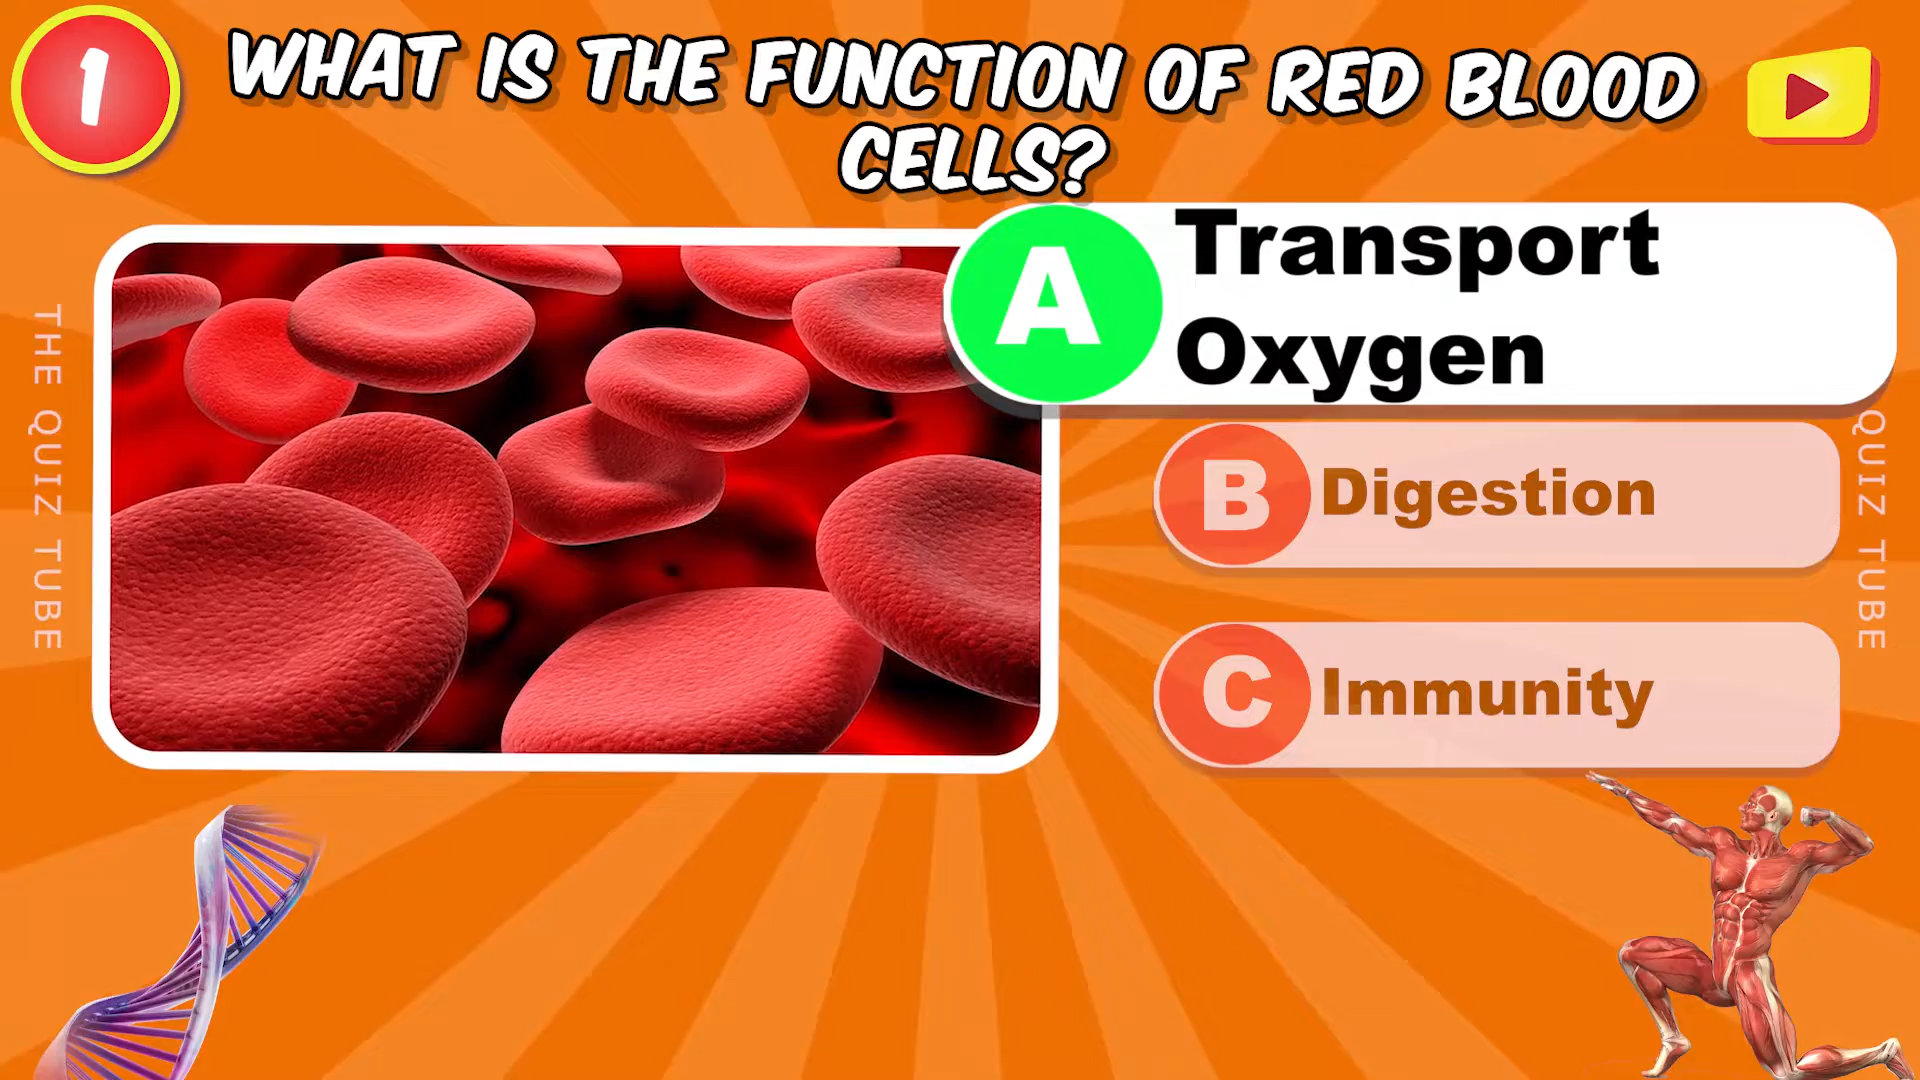 1
WHAT IS THE FUNCTION OF RED BLOOD
CELLS?
A
Transport
Oxygen
B
Digestion
C
Immunity
THE QUIZ TUBE
QUIZ TUBE